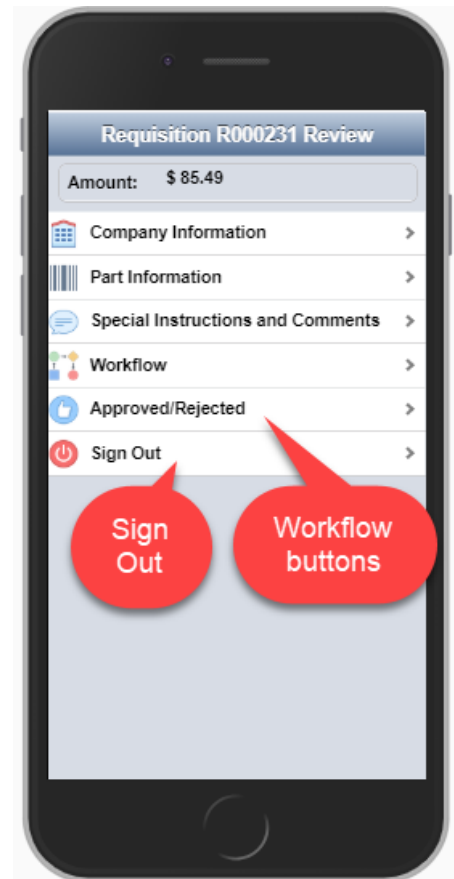 Requisition R000231 Review
Amount: $ 85.49
Company Information
Part Information
Special Instructions and Comments
Workflow
Approved/Rejected
Sign Out
Sign
Out
Workflow
buttons